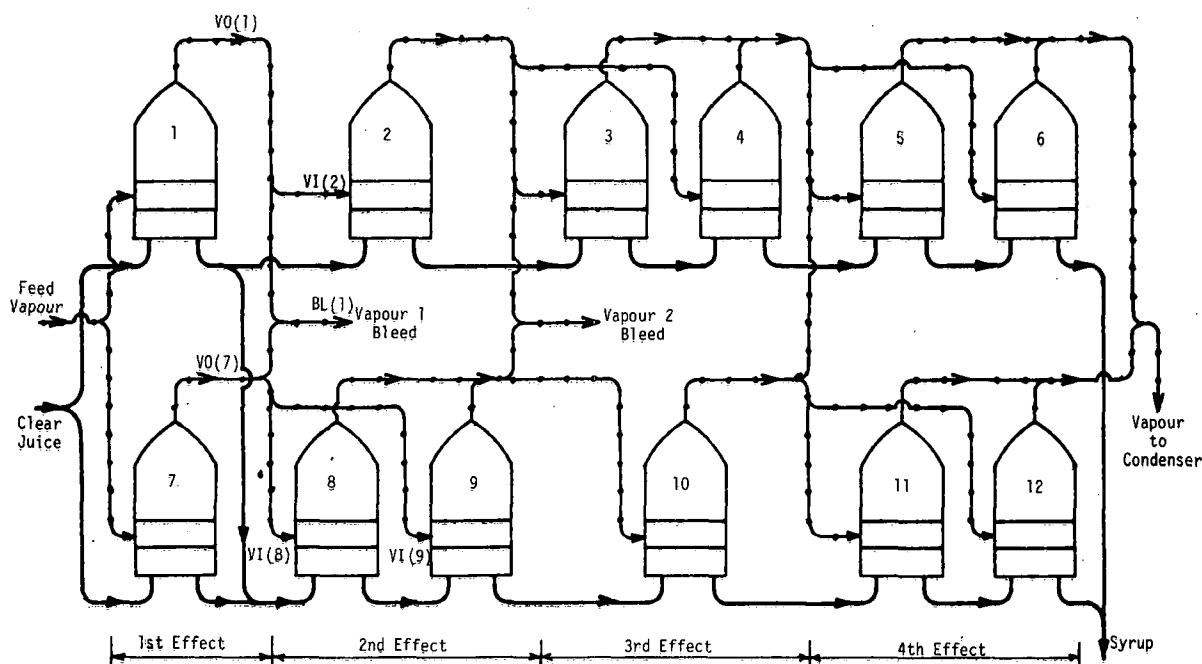 VO(1)
1
2
3
4
5
6
VI(2)
Feed
Vapour
BL(1)
Vapour 1
Bleed
Vapour 2
Bleed
VO(7)
Clear
Juice
Vapour
to
Condenser
7
8
9
10
11
12
VI(8)
VI(9)
1st Effect
2nd Effect
3rd Effect
4th Effect
Syrup